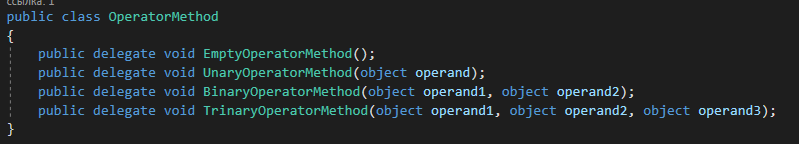 ссылка: 1
public class OperatorMethod
{
public delegate void EmptyOperatorMethod();
public delegate void UnaryOperatorMethod(object operand);
public delegate void BinaryOperatorMethod(object operand1, object operand2);
public delegate void TrinaryOperatorMethod(object operand1, object operand2, object operand3);
}